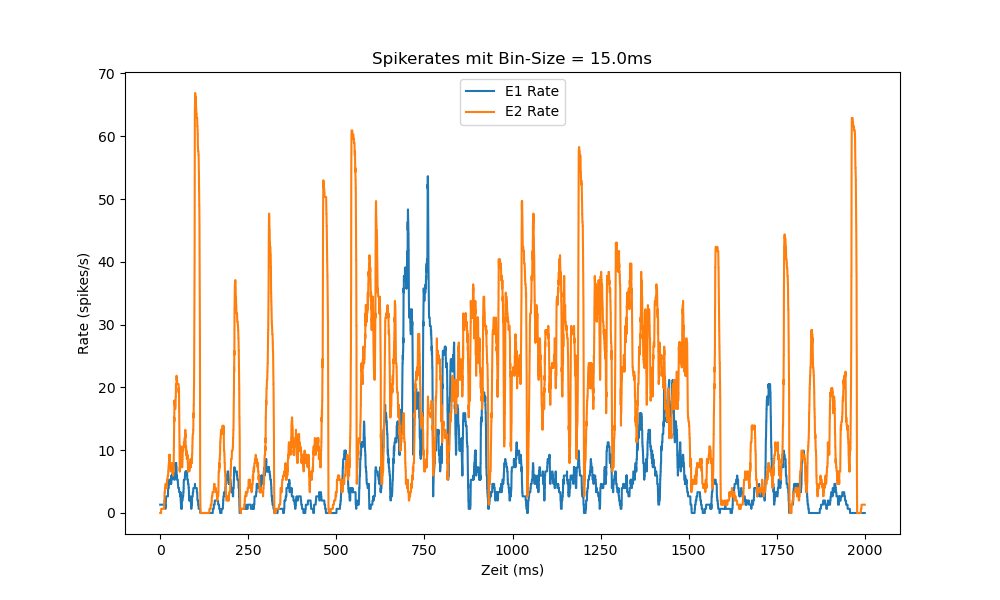 Spikerates mit Bin-Size = 15.0ms
E1 Rate
E2 Rate
Rate (spikes/s)
70
60
50
40
30
20
10
0
0 250 500 750 1000 1250 1500 1750 2000
Zeit (ms)